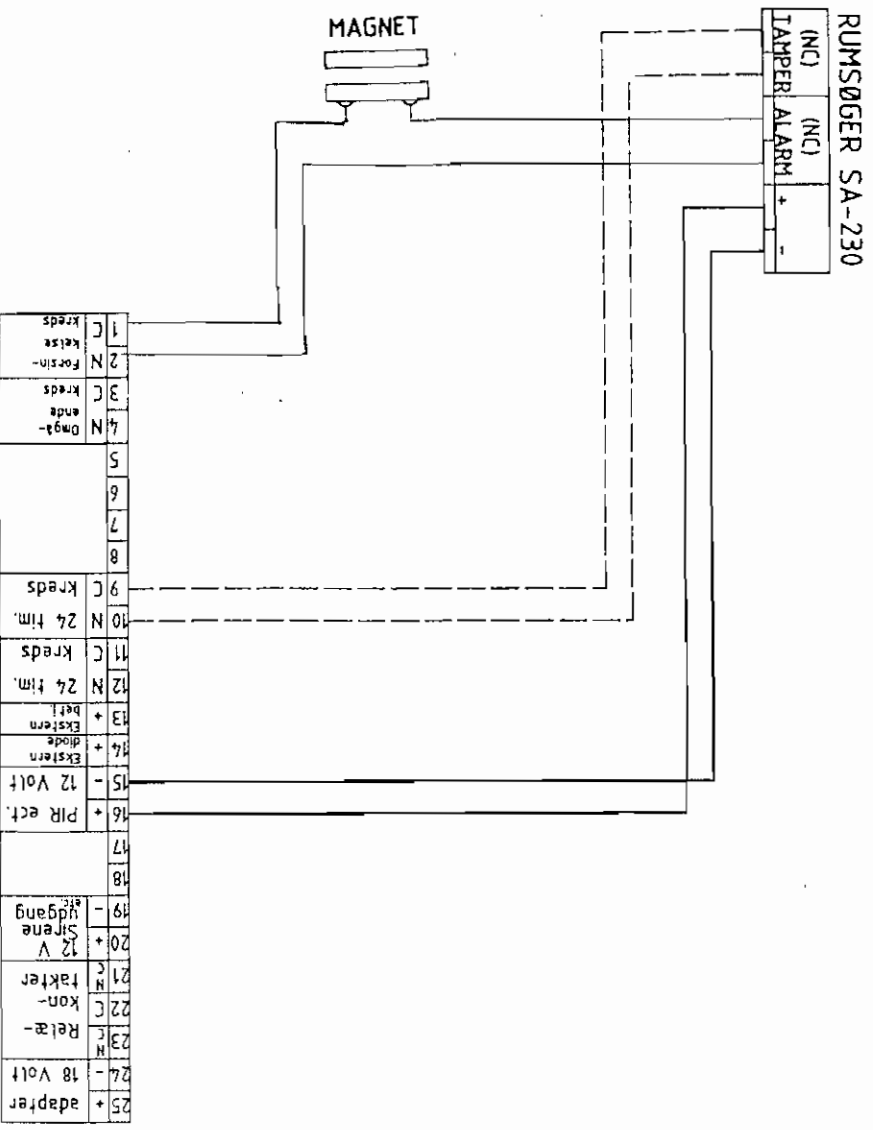 MAGNET
RUMSØGER SA-230
(NC) (NC)
TAMPER ALARM + -
1 C kreds
kelse
2 N Forsin-
3 C kreds
ende
4 N Omgå-
5
6
7
8
9 C kreds
10 N 24 tim.
11 C kreds
12 N 24 tim.
13 + Ekstern
betl.
14 + Ekstern
diode
15 - 12 Volt
16 + PIR ect.
17
18
19 - udgang
etc.
Sirene
20 + 12 V
21 N C takter
22 C kon-
23 N C Relæ-
24 - 18 Volt
25 + adapter